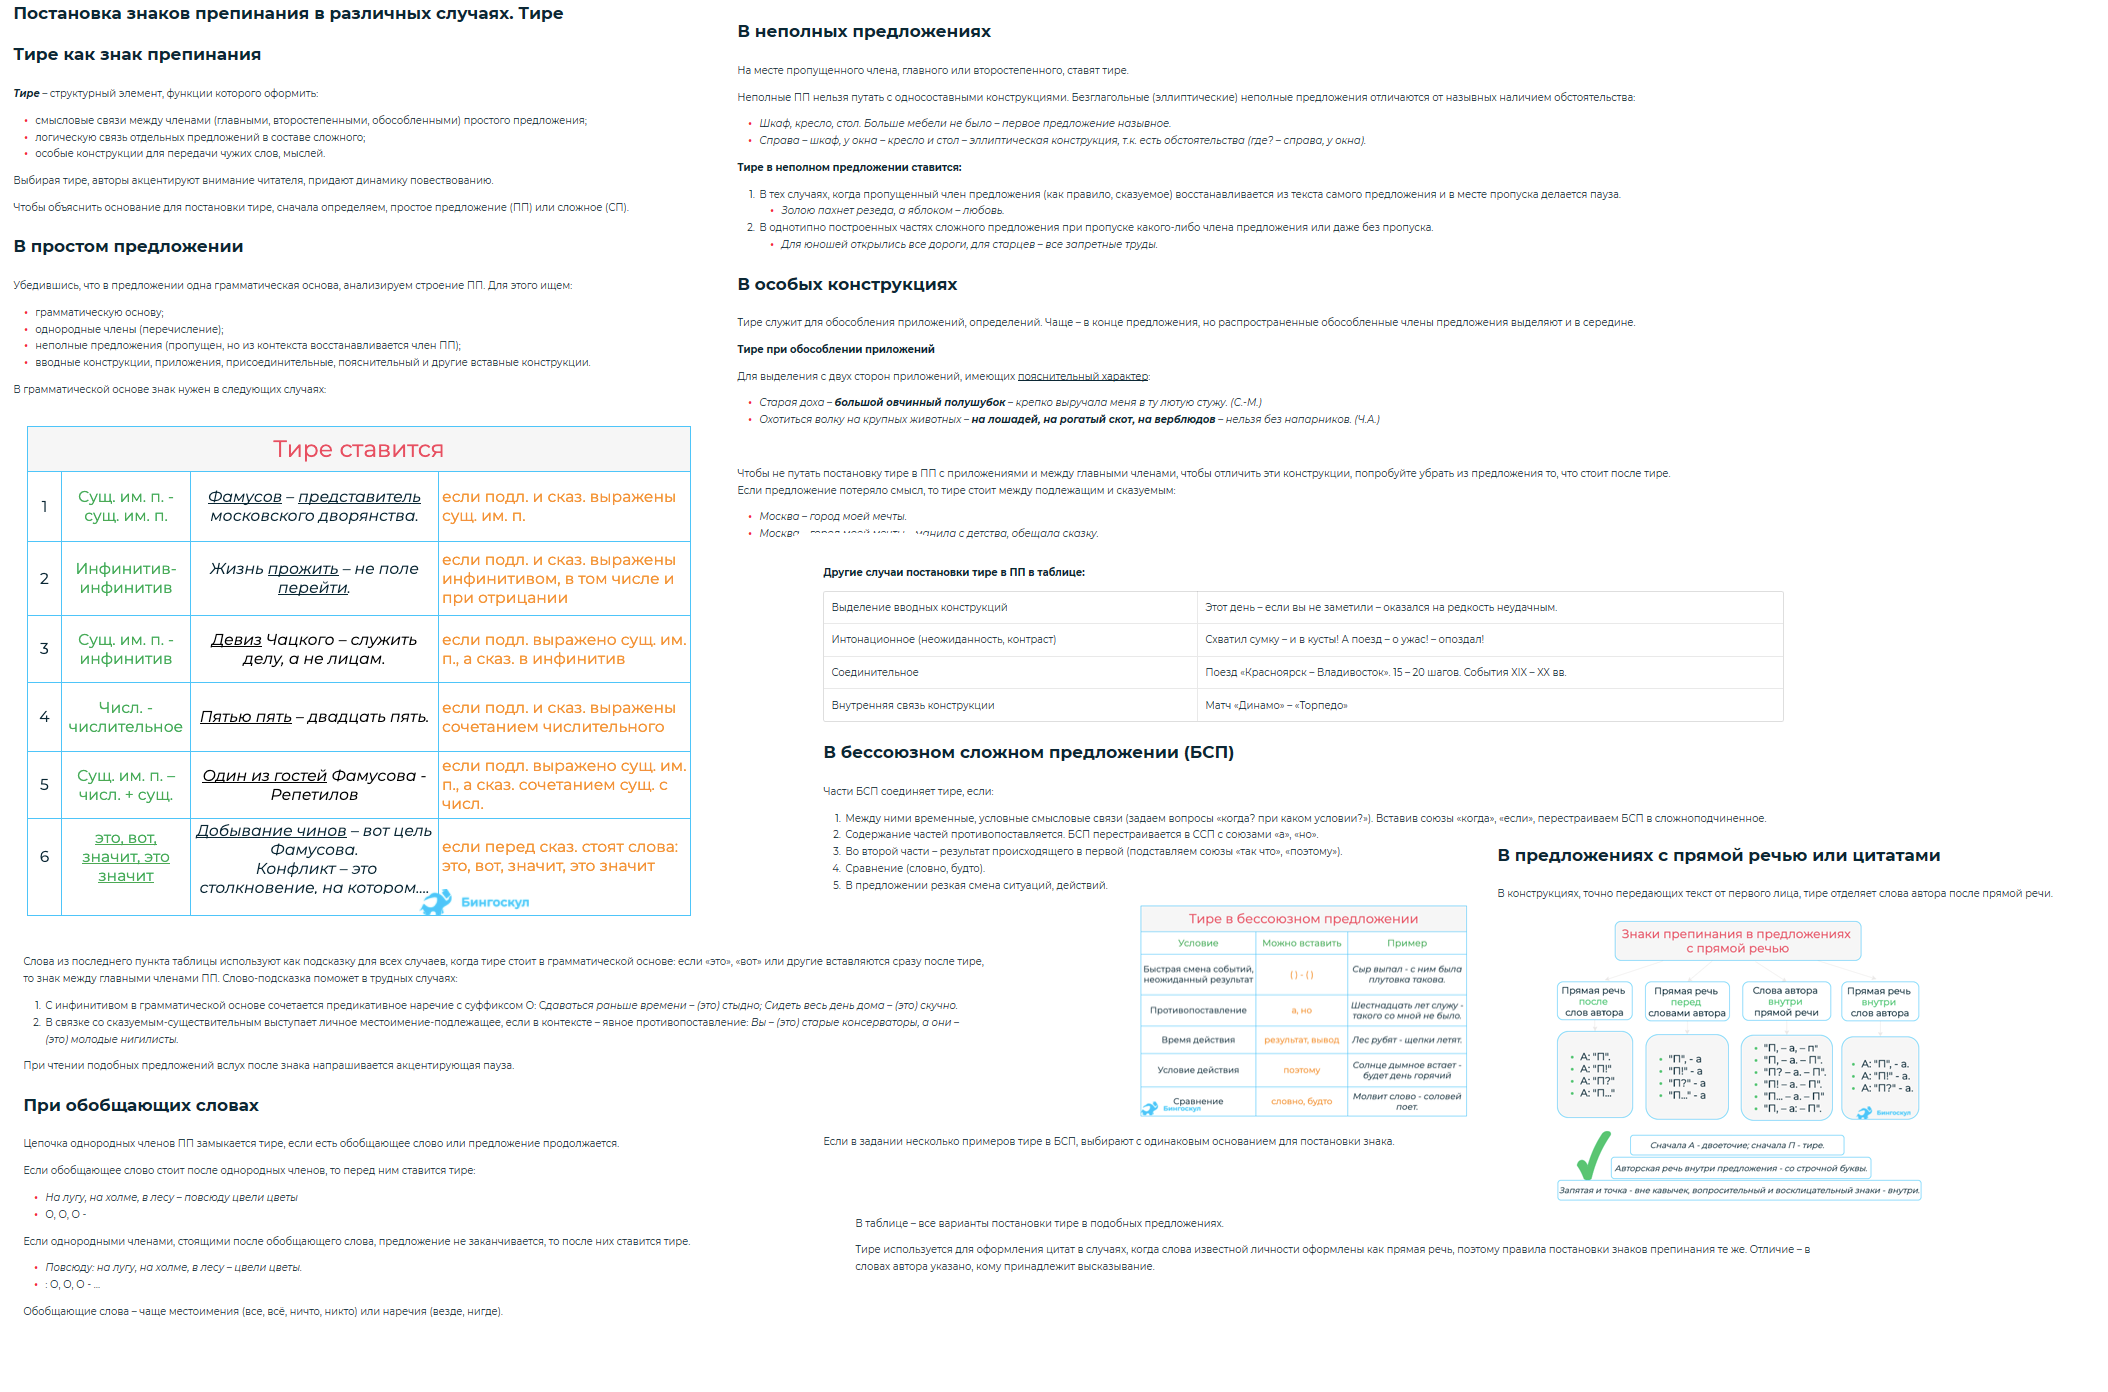 Постановка знаков препинания в различных случаях. Тире
Тире как знак препинания
Тире – структурный элемент, функции которого оформить:
• смысловые связи между членами (главными, второстепенными, обособленными) простого предложения;
• логическую связь отдельных предложений в составе сложного;
• особые конструкции для передачи чужих слов, мыслей.
Выбирая тире, авторы акцентируют внимание читателя, придают динамику повествованию.
Чтобы объяснить основание для постановки тире, сначала определяем, простое предложение (ПП) или сложное (СП).
В простом предложении
Убедившись, что в предложении одна грамматическая основа, анализируем строение ПП. Для этого ищем:
• грамматическую основу;
• однородные члены (перечисление);
• неполные предложения (пропущен, но из контекста восстанавливается член ПП);
• вводные конструкции, приложения, присоединительные, пояснительный и другие вставные конструкции.
В грамматической основе знак нужен в следующих случаях:
Тире ставится
1
Сущ. им. п. -
сущ. им. п.
Фамусов – представитель
московского дворянства.
если подл. и сказ. выражены
сущ. им. п.
2
Инфинитив-
инфинитив
Жизнь прожить – не поле
перейти.
если подл. и сказ. выражены
инфинитивом, в том числе и
при отрицании
3
Сущ. им. п. -
инфинитив
Девиз Чацкого – служить
делу, а не лицам.
если подл. выражено сущ. им.
п., а сказ. в инфинитив
4
Числ. -
числительное
Пятью пять – двадцать пять.
если подл. и сказ. выражены
сочетанием числительного
5
Сущ. им. п. –
числ. + сущ.
Один из гостей Фамусова -
Репетилов
если подл. выражено сущ. им.
п., а сказ. сочетанием сущ. с
числ.
6
это, вот,
значит, это
значит
Добывание чинов – вот цель
Фамусова.
Конфликт – это
столкновение, на котором....
если перед сказ. стоят слова:
это, вот, значит, это значит
Бингоскул
Слова из последнего пункта таблицы используют как подсказку для всех случаев, когда тире стоит в грамматической основе: если «это», «вот» или другие вставляются сразу после тире,
то знак между главными членами ПП. Слово-подсказка поможет в трудных случаях:
1. С инфинитивом в грамматической основе сочетается предикативное наречие с суффиксом О: Сдаваться раньше времени – (это) стыдно; Сидеть весь день дома – (это) скучно.
2. В связке со сказуемым-существительным выступает личное местоимение-подлежащее, если в контексте – явное противопоставление: Вы – (это) старые консерваторы, а они –
(это) молодые нигилисты.
При чтении подобных предложений вслух после знака напрашивается акцентирующая пауза.
При обобщающих словах
Цепочка однородных членов ПП замыкается тире, если есть обобщающее слово или предложение продолжается.
Если обобщающее слово стоит после однородных членов, то перед ним ставится тире:
• На лугу, на холме, в лесу – повсюду цвели цветы
• О, О, О -
Если однородными членами, стоящими после обобщающего слова, предложение не заканчивается, то после них ставится тире.
• Повсюду: на лугу, на холме, в лесу – цвели цветы.
• : О, О, О - ...
Обобщающие слова – чаще местоимения (все, всё, ничто, никто) или наречия (везде, нигде).
В неполных предложениях
На месте пропущенного члена, главного или второстепенного, ставят тире.
Неполные ПП нельзя путать с односоставными конструкциями. Безглагольные (эллиптические) неполные предложения отличаются от назывных наличием обстоятельства:
• Шкаф, кресло, стол. Больше мебели не было – первое предложение назывное.
• Справа – шкаф, у окна – кресло и стол – эллиптическая конструкция, т.к. есть обстоятельства (где? – справа, у окна).
Тире в неполном предложении ставится:
1. В тех случаях, когда пропущенный член предложения (как правило, сказуемое) восстанавливается из текста самого предложения и в месте пропуска делается пауза.
• Золою пахнет резеда, а яблоком – любовь.
2. В однотипно построенных частях сложного предложения при пропуске какого-либо члена предложения или даже без пропуска.
• Для юношей открылись все дороги, для старцев – все запретные труды.
В особых конструкциях
Тире служит для обособления приложений, определений. Чаще – в конце предложения, но распространенные обособленные члены предложения выделяют и в середине.
Тире при обособлении приложений
Для выделения с двух сторон приложений, имеющих пояснительный характер:
• Старая доха – большой овчинный полушубок – крепко выручала меня в ту лютую стужу. (С.-М.)
• Охотиться волку на крупных животных – на лошадей, на рогатый скот, на верблюдов – нельзя без напарников. (Ч.А.)
Чтобы не путать постановку тире в ПП с приложениями и между главными членами, чтобы отличить эти конструкции, попробуйте убрать из предложения то, что стоит после тире.
Если предложение потеряло смысл, то тире стоит между подлежащим и сказуемым:
• Москва – город моей мечты.
• Москва – город моей мечты – манила с детства, обещала сказку.
Другие случаи постановки тире в ПП в таблице:
Выделение вводных конструкций
Этот день – если вы не заметили – оказался на редкость неудачным.
Интонационное (неожиданность, контраст)
Схватил сумку – и в кусты! А поезд – о ужас! – опоздал!
Соединительное
Поезд «Красноярск – Владивосток». 15 – 20 шагов. События XIX – XX вв.
Внутренняя связь конструкции
Матч «Динамо» – «Торпедо»
В бессоюзном сложном предложении (БСП)
Части БСП соединяет тире, если:
1. Между ними временные, условные смысловые связи (задаем вопросы «когда? при каком условии?»). Вставив союзы «когда», «если», перестраиваем БСП в сложноподчиненное.
2. Содержание частей противопоставляется. БСП перестраивается в ССП с союзами «а», «но».
3. Во второй части – результат происходящего в первой (подставляем союзы «так что», «поэтому»).
4. Сравнение (словно, будто).
5. В предложении резкая смена ситуаций, действий.
Тире в бессоюзном предложении
Условие
Можно вставить
Пример
Быстрая смена событий,
неожиданный результат
( ) - ( )
Сыр выпал - с ним была
плутовка такова.
Противопоставление
а, но
Шестнадцать лет служу -
такого со мной не было.
Время действия
результат, вывод
Лес рубят - щепки летят.
Условие действия
поэтому
Солнце дымное встает -
будет день горячий
Сравнение
словно, будто
Молвит слово - соловей
поет.
Бингоскул
Если в задании несколько примеров тире в БСП, выбирают с одинаковым основанием для постановки знака.
В предложениях с прямой речью или цитатами
В конструкциях, точно передающих текст от первого лица, тире отделяет слова автора после прямой речи.
Знаки препинания в предложениях
с прямой речью
Прямая речь
после
слов автора
Прямая речь
перед
словами автора
Слова автора
внутри
прямой речи
Прямая речь
внутри
слов автора
• А: "П".
• А: "П!"
• А: "П?"
• А: "П..."
• "П", - а
• "П!" - а
• "П?" - а
• "П..." - а
• "П, – а, – п"
• "П, – а. – П".
• "П? – а. – П".
• "П! – а. – П".
• "П... – а. – П"
• "П, – а: – П".
• А: "П", - а.
• А: "П!" - а.
• А: "П?" - а.
Бингоскул
Сначала А - двоеточие; сначала П - тире.
Авторская речь внутри предложения - со строчной буквы.
Запятая и точка - вне кавычек, вопросительный и восклицательный знаки - внутри.
В таблице – все варианты постановки тире в подобных предложениях.
Тире используется для оформления цитат в случаях, когда слова известной личности оформлены как прямая речь, поэтому правила постановки знаков препинания те же. Отличие – в
словах автора указано, кому принадлежит высказывание.